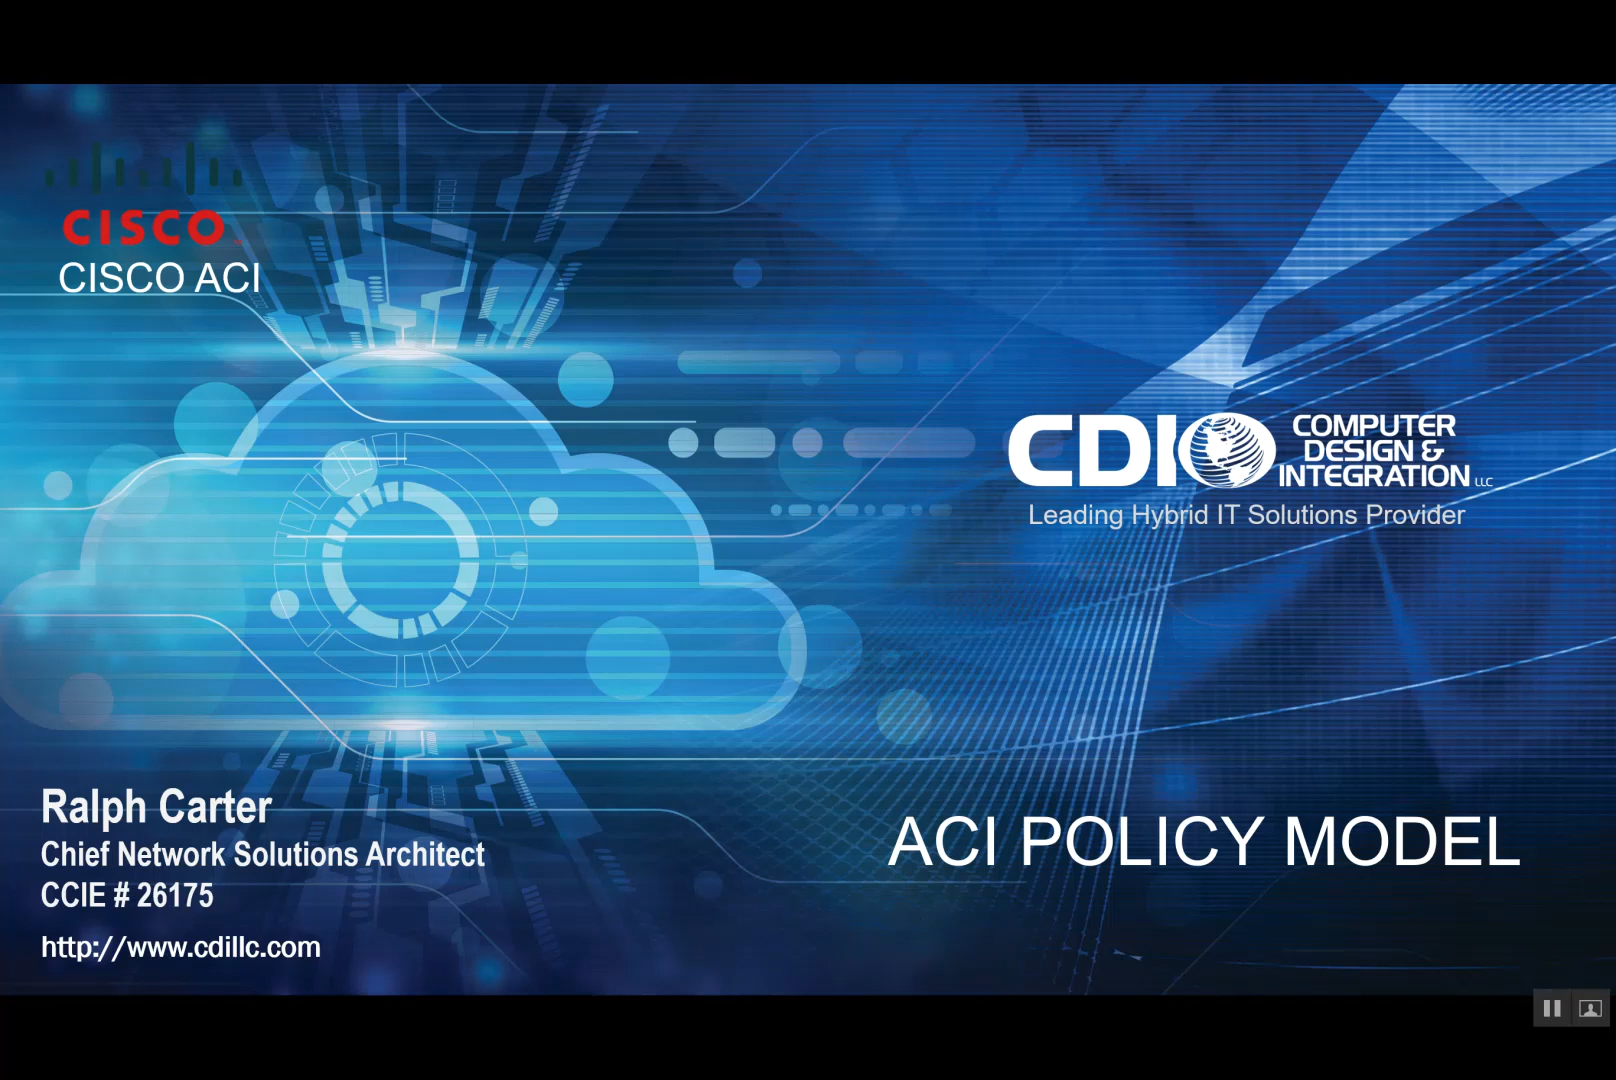 CISCO
CISCO ACI
CDI
COMPUTER
DESIGN &
INTEGRATION LLC
Leading Hybrid IT Solutions Provider
Ralph Carter
Chief Network Solutions Architect
CCIE # 26175
http://www.cdillc.com
ACI POLICY MODEL